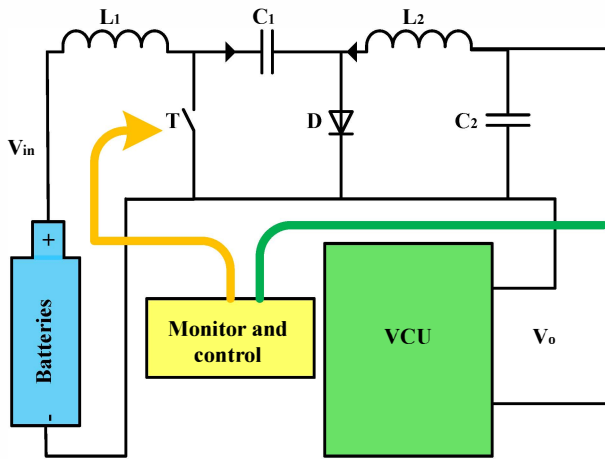 L1
C1
L2
T
D
C2
Vin
+
Batteries
-
Monitor and
control
VCU
Vo